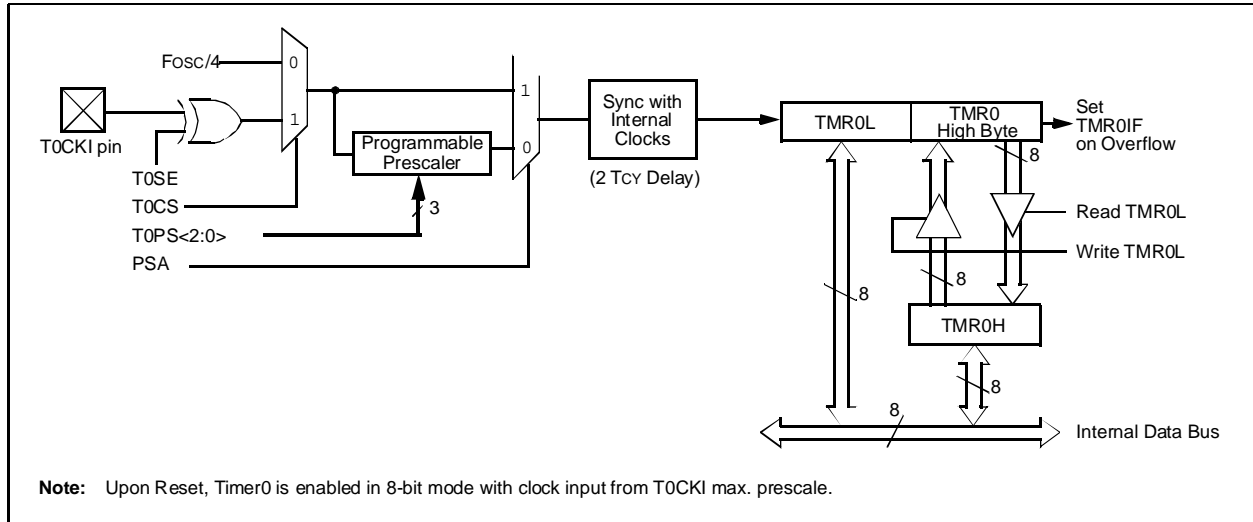 FOSC/4
0
1
T0CKI pin
T0SE
T0CS
T0PS<2:0>
PSA
Programmable
Prescaler
3
1
0
Sync with
Internal
Clocks
(2 TCY Delay)
TMR0L
TMR0
High Byte
Set
TMR0IF
on Overflow
8
Read TMR0L
Write TMR0L
8
8
TMR0H
8
8
Internal Data Bus
Note: Upon Reset, Timer0 is enabled in 8-bit mode with clock input from T0CKI max. prescale.